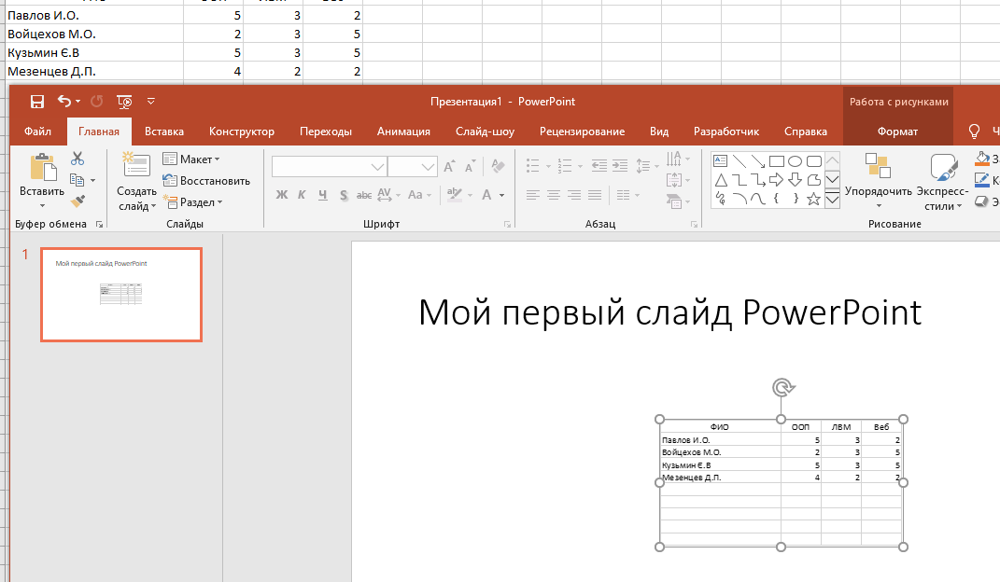 Павлов И.О. 5 3 2
Войцехов М.О. 2 3 5
Кузьмин Є.В 5 3 5
Мезенцев Д.П. 4 2 2
Презентация1 - PowerPoint
Работа с рисунками
Файл Главная Вставка Конструктор Переходы Анимация Слайд-шоу Рецензирование Вид Разработчик Справка Формат
Вставить
Создать слайд
Макет
Восстановить
Раздел
Ж К Ч S abc AV Aa
A
Упорядочить
Экспресс-стили
Буфер обмена Слайды Шрифт Абзац Рисование
1
Мой первый слайд PowerPoint
Мой первый слайд PowerPoint
ФИО ООП ЛВМ Веб
Павлов И.О. 5 3 2
Войцехов М.О. 2 3 5
Кузьмин Є.В 5 3 5
Мезенцев Д.П. 4 2 2